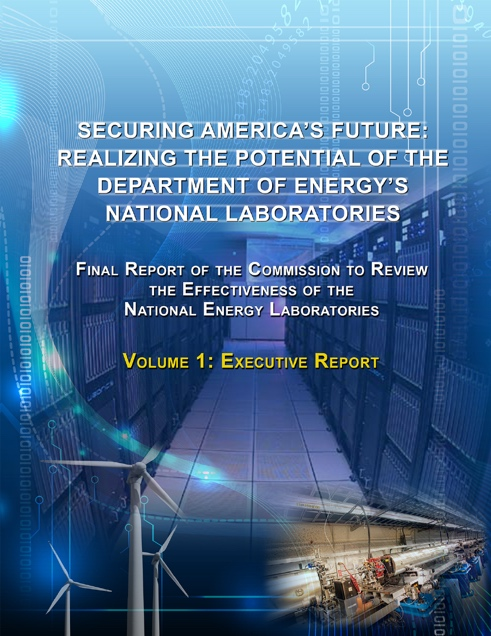 SECURING AMERICA'S FUTURE:
REALIZING THE POTENTIAL OF THE
DEPARTMENT OF ENERGY'S
NATIONAL LABORATORIES
FINAL REPORT OF THE COMMISSION TO REVIEW
THE EFFECTIVENESS OF THE
NATIONAL ENERGY LABORATORIES
VOLUME 1: EXECUTIVE REPORT